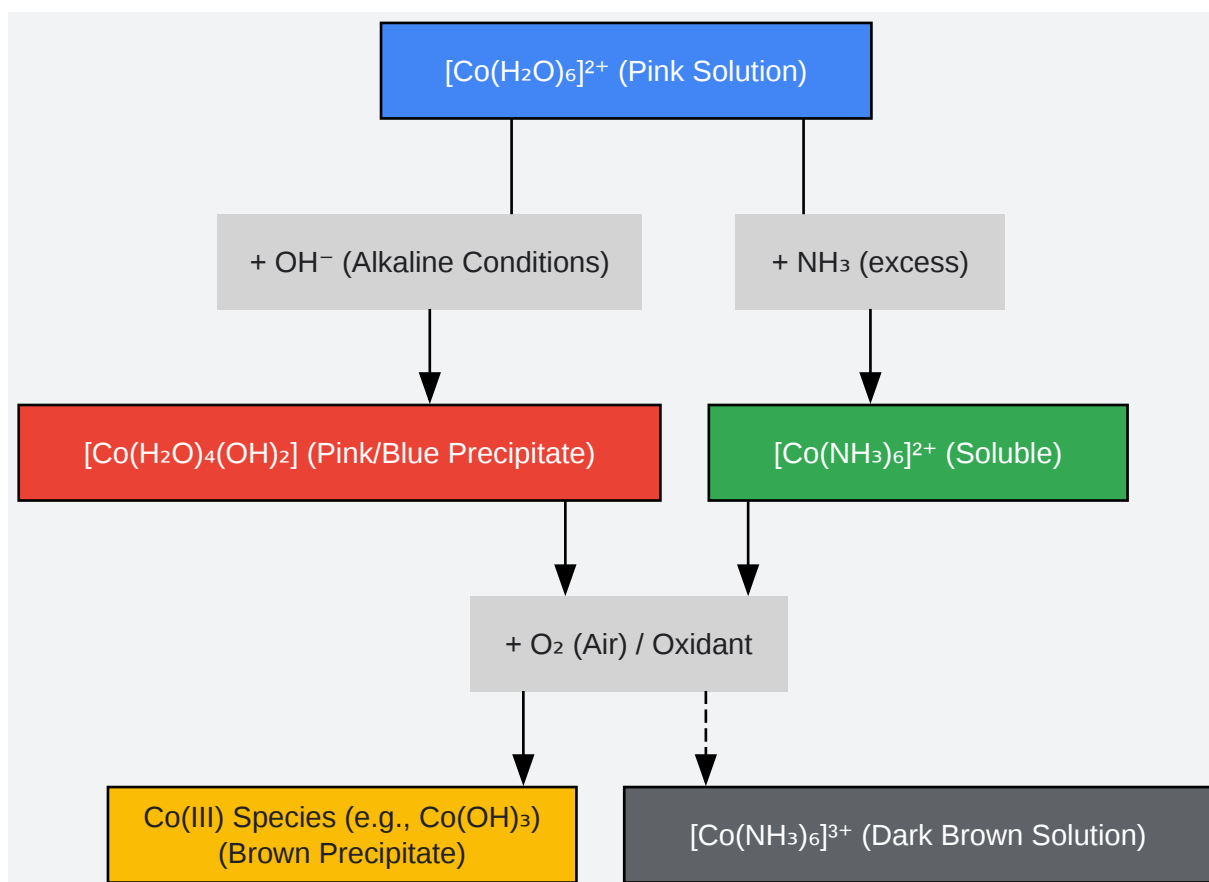 [Co(H₂O)₆]²⁺ (Pink Solution)
+ OH⁻ (Alkaline Conditions)
+ NH₃ (excess)
[Co(H₂O)₄(OH)₂] (Pink/Blue Precipitate)
[Co(NH₃)₆]²⁺ (Soluble)
+ O₂ (Air) / Oxidant
Co(III) Species (e.g., Co(OH)₃)
(Brown Precipitate)
[Co(NH₃)₆]³⁺ (Dark Brown Solution)